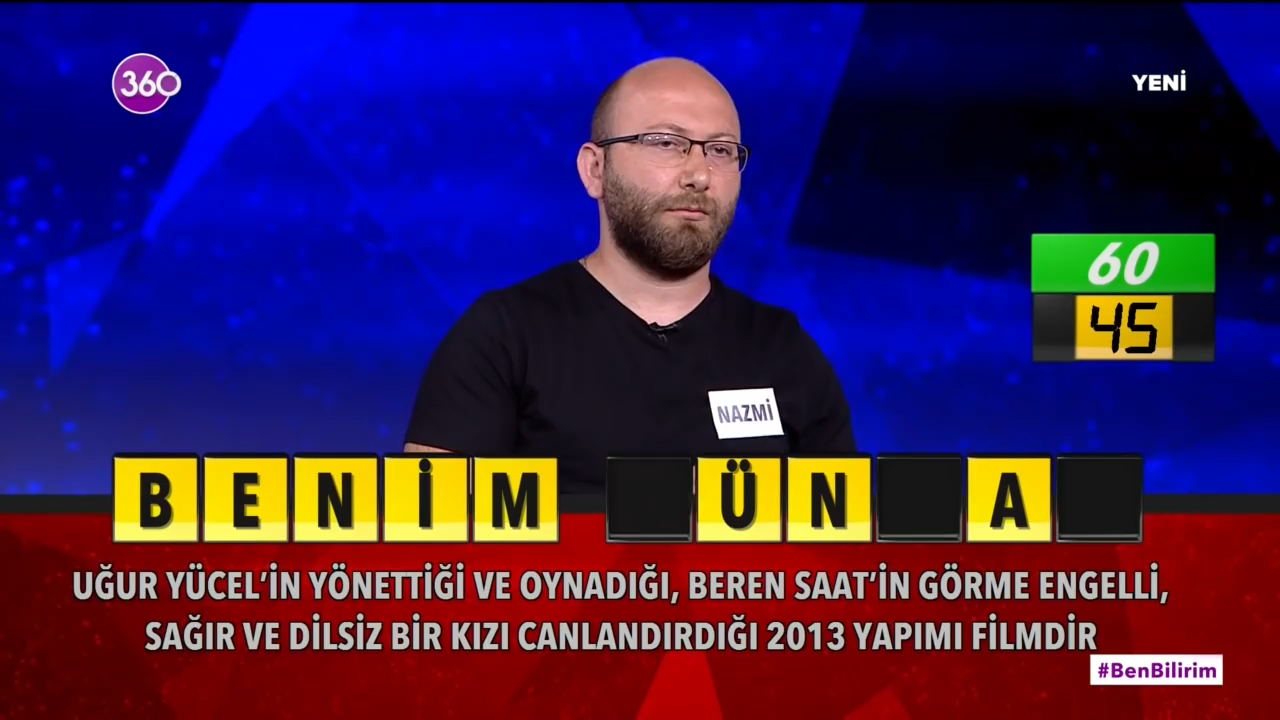 360
YENİ
60
45
NAZMİ
BENİM ÜN A
UĞUR YÜCEL'İN YÖNETTİĞİ VE OYNADIĞI, BEREN SAAT'İN GÖRME ENGELLİ,
SAĞIR VE DİLSİZ BİR KIZI CANLANDIRDIĞI 2013 YAPIMI FİLMDİR
#BenBilirim